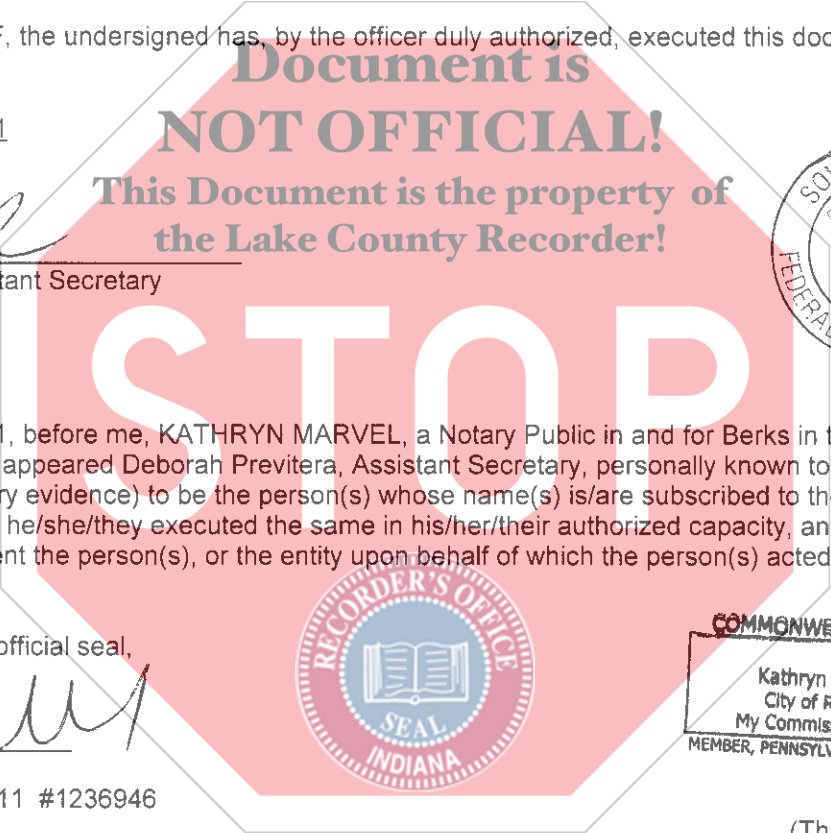 F, the undersigned has, by the officer duly authorized, executed this doc
Document is
NOT OFFICIAL!
1
This Document is the property of
the Lake County Recorder!
SON
FEDERAL
tant Secretary
STOP
1, before me, KATHRYN MARVEL, a Notary Public in and for Berks in t
appeared Deborah Previtera, Assistant Secretary, personally known to
ry evidence) to be the person(s) whose name(s) is/are subscribed to th
he/she/they executed the same in his/her/their authorized capacity, an
ent the person(s), or the entity upon behalf of which the person(s) acted
RECORDER'S OFFICE
SEAL
INDIANA
official seal,
COMMONWE
Kathryn
City of R
My Commis
MEMBER, PENNSYLV
11 #1236946
(Th